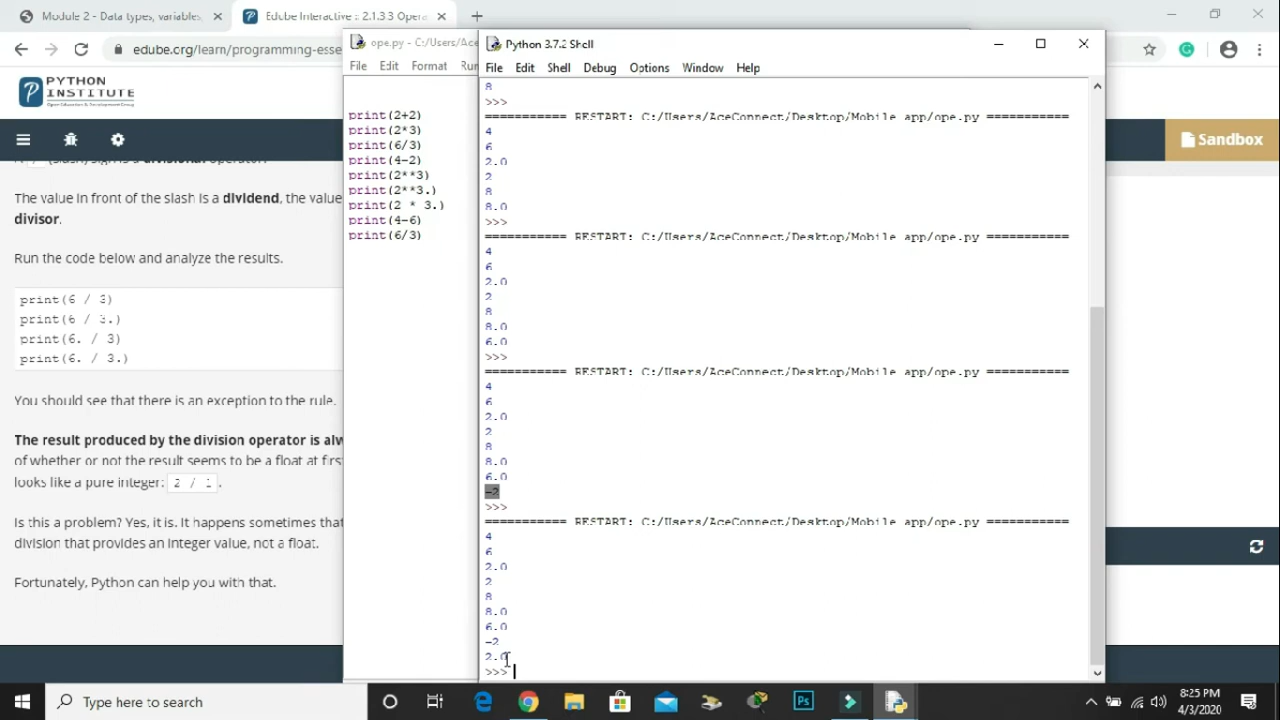 Module 2 - Data types, variables,
Edube Interactive :: 2.1.3.3 Opera
edube.org/learn/programming-esse
PYTHON
INSTITUTE
Open Education & Development Group
Sandbox
The value in front of the slash is a dividend, the value
divisor.
Run the code below and analyze the results.
print(6 / 3)
print(6 / 3.)
print(6. / 3)
print(6. / 3.)
You should see that there is an exception to the rule.
The result produced by the division operator is alw
of whether or not the result seems to be a float at firs
looks like a pure integer: 2 / 1 .
Is this a problem? Yes, it is. It happens sometimes that
division that provides an integer value, not a float.
Fortunately, Python can help you with that.
ope.py - C:/Users/Ace
File Edit Format Run
print(2+2)
print(2*3)
print(6/3)
print(4-2)
print(2**3)
print(2**3.)
print(2 * 3.)
print(4-6)
print(6/3)
Python 3.7.2 Shell
File Edit Shell Debug Options Window Help
8
>>>
=========== RESTART: C:/Users/AceConnect/Desktop/Mobile app/ope.py ===========
4
6
2.0
2
8
8.0
>>>
=========== RESTART: C:/Users/AceConnect/Desktop/Mobile app/ope.py ===========
4
6
2.0
2
8
8.0
6.0
>>>
=========== RESTART: C:/Users/AceConnect/Desktop/Mobile app/ope.py ===========
4
6
2.0
2
8
8.0
6.0
-2
>>>
=========== RESTART: C:/Users/AceConnect/Desktop/Mobile app/ope.py ===========
4
6
2.0
2
8
8.0
6.0
-2
2.0
>>>
Type here to search
Ps
8:25 PM
4/3/2020